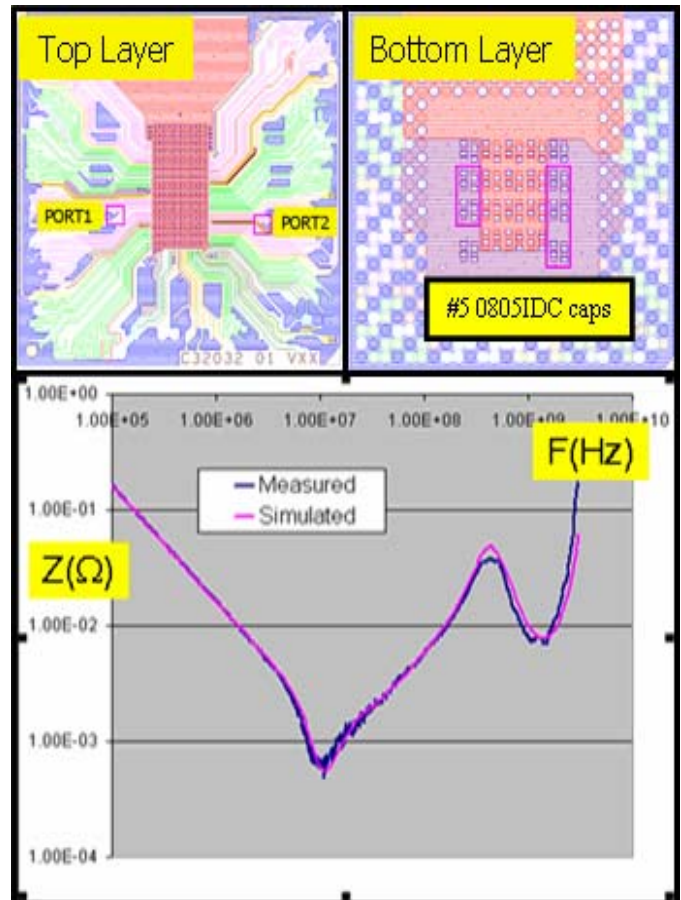 Top Layer
Bottom Layer
PORT1
PORT2
#5 0805IDC caps
C32032 01 VXX
1.00E+00
1.00E+05 1.00E+06 1.00E+07 1.00E+08 1.00E+09 1.00E+10
F(Hz)
Measured
Simulated
1.00E-01
Z(Ω)
1.00E-02
1.00E-03
1.00E-04